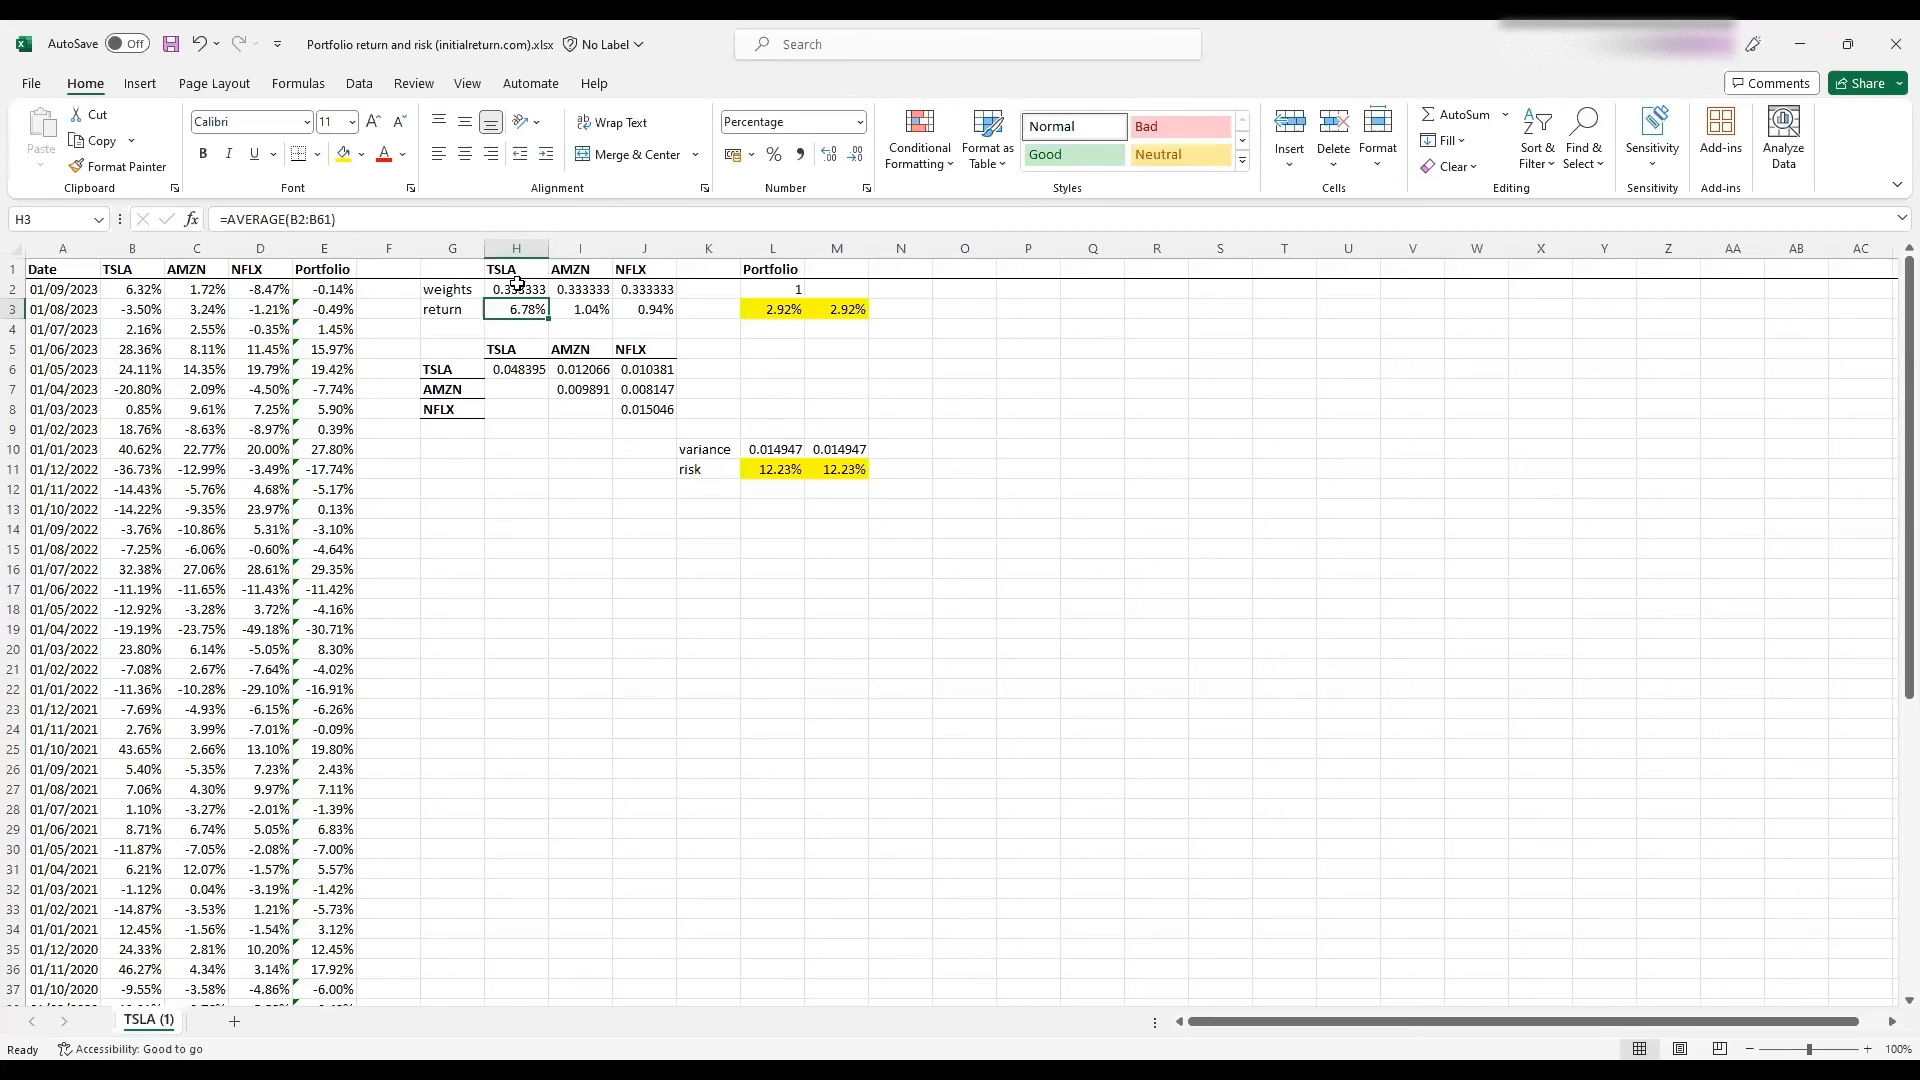 AutoSave Off Portfolio return and risk (initialreturn.com).xlsx No Label Search
File Home Insert Page Layout Formulas Data Review View Automate Help Comments Share
Paste Cut Copy Format Painter Clipboard
Calibri 11 B I U Font
Wrap Text Merge & Center Alignment
Percentage Number
Conditional Formatting Format as Table Normal Bad Good Neutral Styles
Insert Delete Format Cells
AutoSum Fill Clear Sort & Filter Find & Select Editing
Sensitivity Sensitivity Add-ins Add-ins Analyze Data
H3 fx =AVERAGE(B2:B61)
A B C D E F G H I J K L M N O P Q R S T U V W X Y Z AA AB AC
1 Date TSLA AMZN NFLX Portfolio TSLA AMZN NFLX Portfolio
2 01/09/2023 6.32% 1.72% -8.47% -0.14% weights 0.333333 0.333333 0.333333 1
3 01/08/2023 -3.50% 3.24% -1.21% -0.49% return 6.78% 1.04% 0.94% 2.92% 2.92%
4 01/07/2023 2.16% 2.55% -0.35% 1.45%
5 01/06/2023 28.36% 8.11% 11.45% 15.97% TSLA AMZN NFLX
6 01/05/2023 24.11% 14.35% 19.79% 19.42% TSLA 0.048395 0.012066 0.010381
7 01/04/2023 -20.80% 2.09% -4.50% -7.74% AMZN 0.009891 0.008147
8 01/03/2023 0.85% 9.61% 7.25% 5.90% NFLX 0.015046
9 01/02/2023 18.76% -8.63% -8.97% 0.39%
10 01/01/2023 40.62% 22.77% 20.00% 27.80% variance 0.014947 0.014947
11 01/12/2022 -36.73% -12.99% -3.49% -17.74% risk 12.23% 12.23%
12 01/11/2022 -14.43% -5.76% 4.68% -5.17%
13 01/10/2022 -14.22% -9.35% 23.97% 0.13%
14 01/09/2022 -3.76% -10.86% 5.31% -3.10%
15 01/08/2022 -7.25% -6.06% -0.60% -4.64%
16 01/07/2022 32.38% 27.06% 28.61% 29.35%
17 01/06/2022 -11.19% -11.65% -11.43% -11.42%
18 01/05/2022 -12.92% -3.28% 3.72% -4.16%
19 01/04/2022 -19.19% -23.75% -49.18% -30.71%
20 01/03/2022 23.80% 6.14% -5.05% 8.30%
21 01/02/2022 -7.08% 2.67% -7.64% -4.02%
22 01/01/2022 -11.36% -10.28% -29.10% -16.91%
23 01/12/2021 -7.69% -4.93% -6.15% -6.26%
24 01/11/2021 2.76% 3.99% -7.01% -0.09%
25 01/10/2021 43.65% 2.66% 13.10% 19.80%
26 01/09/2021 5.40% -5.35% 7.23% 2.43%
27 01/08/2021 7.06% 4.30% 9.97% 7.11%
28 01/07/2021 1.10% -3.27% -2.01% -1.39%
29 01/06/2021 8.71% 6.74% 5.05% 6.83%
30 01/05/2021 -11.87% -7.05% -2.08% -7.00%
31 01/04/2021 6.21% 12.07% -1.57% 5.57%
32 01/03/2021 -1.12% 0.04% -3.19% -1.42%
33 01/02/2021 -14.87% -3.53% 1.21% -5.73%
34 01/01/2021 12.45% -1.56% -1.54% 3.12%
35 01/12/2020 24.33% 2.81% 10.20% 12.45%
36 01/11/2020 46.27% 4.34% 3.14% 17.92%
37 01/10/2020 -9.55% -3.58% -4.86% -6.00%
TSLA (1)
Ready Accessibility: Good to go 100%